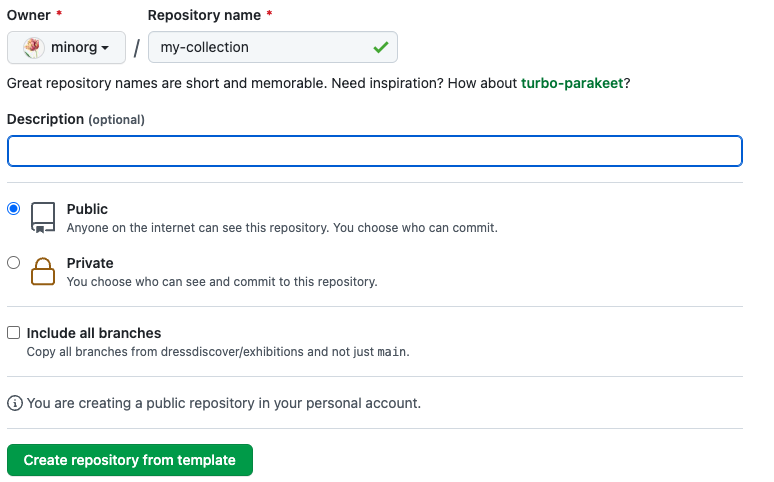 Owner * Repository name *
minorg / my-collection
Great repository names are short and memorable. Need inspiration? How about turbo-parakeet?
Description (optional)
Public
Anyone on the internet can see this repository. You choose who can commit.
Private
You choose who can see and commit to this repository.
Include all branches
Copy all branches from dressdiscover/exhibitions and not just main.
You are creating a public repository in your personal account.
Create repository from template